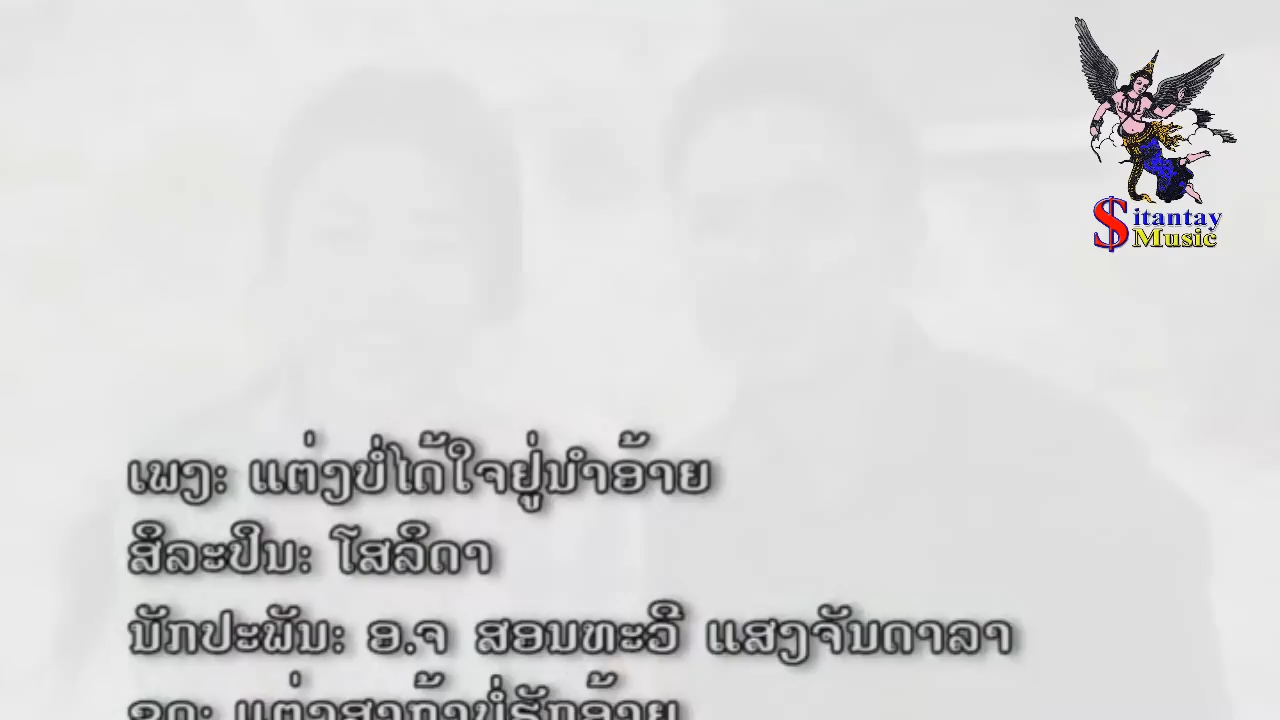 Sitantay
Music
ເພງ: ແຕ່ງບໍ່ໄດ້ໃຈຢູ່ນຳອ້າຍ
ສິລະປິນ: ໂສລິດາ
ນັກປະພັນ: ອ.ຈ ສອນທະວີ ແສງຈັນດາລາ